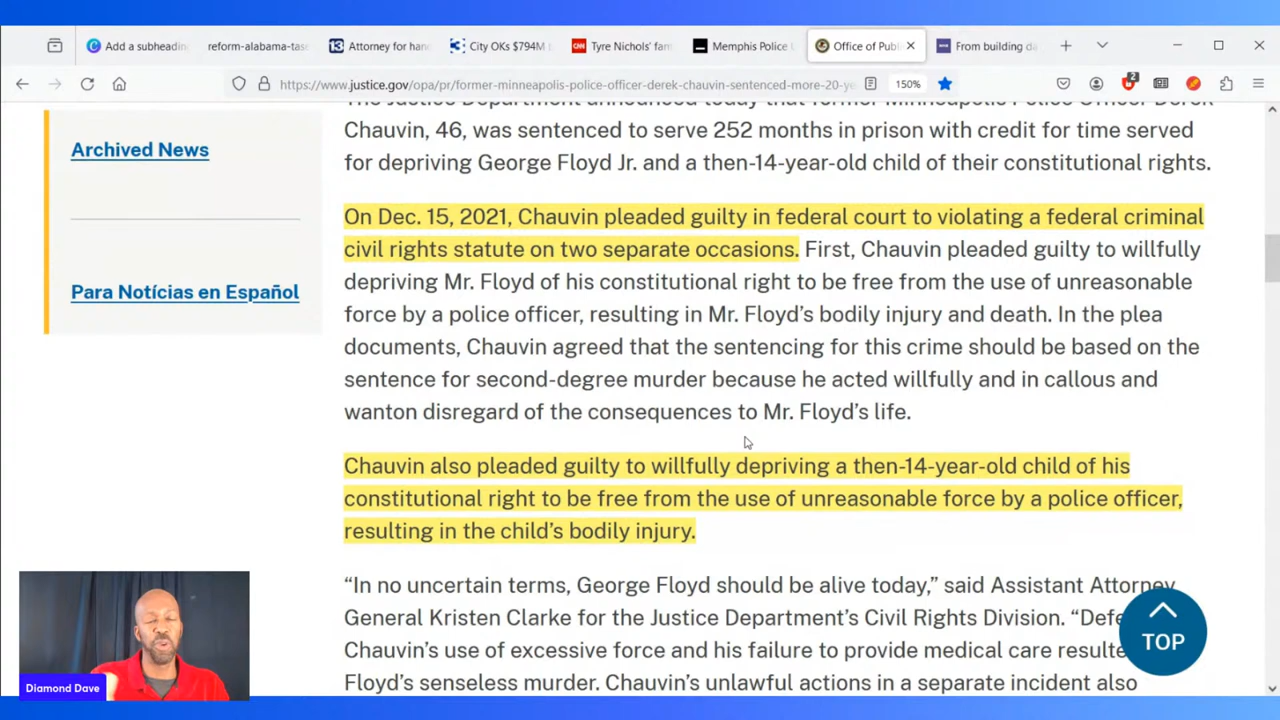 Add a subheading
reform-alabama-tas
Attorney for han
City OKs $794M
Tyre Nichols' fam
Memphis Police
Office of Publ
From building da
https://www.justice.gov/opa/pr/former-minneapolis-police-officer-derek-chauvin-sentenced-more-20-ye
150%
2
Chauvin, 46, was sentenced to serve 252 months in prison with credit for time served
for depriving George Floyd Jr. and a then-14-year-old child of their constitutional rights.
Archived News
Para Notícias en Español
On Dec. 15, 2021, Chauvin pleaded guilty in federal court to violating a federal criminal
civil rights statute on two separate occasions. First, Chauvin pleaded guilty to willfully
depriving Mr. Floyd of his constitutional right to be free from the use of unreasonable
force by a police officer, resulting in Mr. Floyd's bodily injury and death. In the plea
documents, Chauvin agreed that the sentencing for this crime should be based on the
sentence for second-degree murder because he acted willfully and in callous and
wanton disregard of the consequences to Mr. Floyd's life.
Chauvin also pleaded guilty to willfully depriving a then-14-year-old child of his
constitutional right to be free from the use of unreasonable force by a police officer,
resulting in the child's bodily injury.
“In no uncertain terms, George Floyd should be alive today,” said Assistant Attorney
General Kristen Clarke for the Justice Department's Civil Rights Division. “Defe
Chauvin's use of excessive force and his failure to provide medical care resulte
Floyd's senseless murder. Chauvin's unlawful actions in a separate incident also
TOP
Diamond Dave